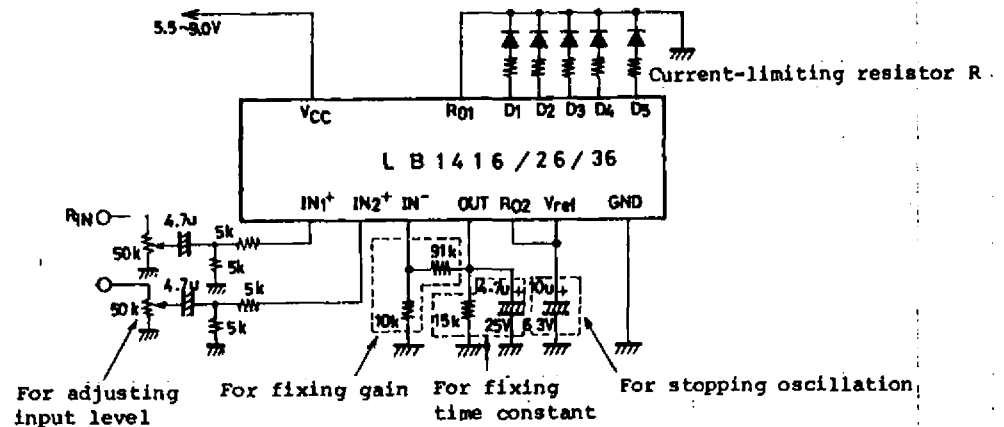 5.5~9.0V
Current-limiting resistor R
VCC R01 D1 D2 D3 D4 D5
LB1416/26/36
IN1+ IN2+ IN- OUT R02 Vref GND
RIN
4.7u
5k
50k
5k
4.7u
5k
50k
5k
91k
10k
15k
4.7u +
25V
10u +
6.3V
For adjusting
input level
For fixing gain
For fixing
time constant
For stopping oscillation